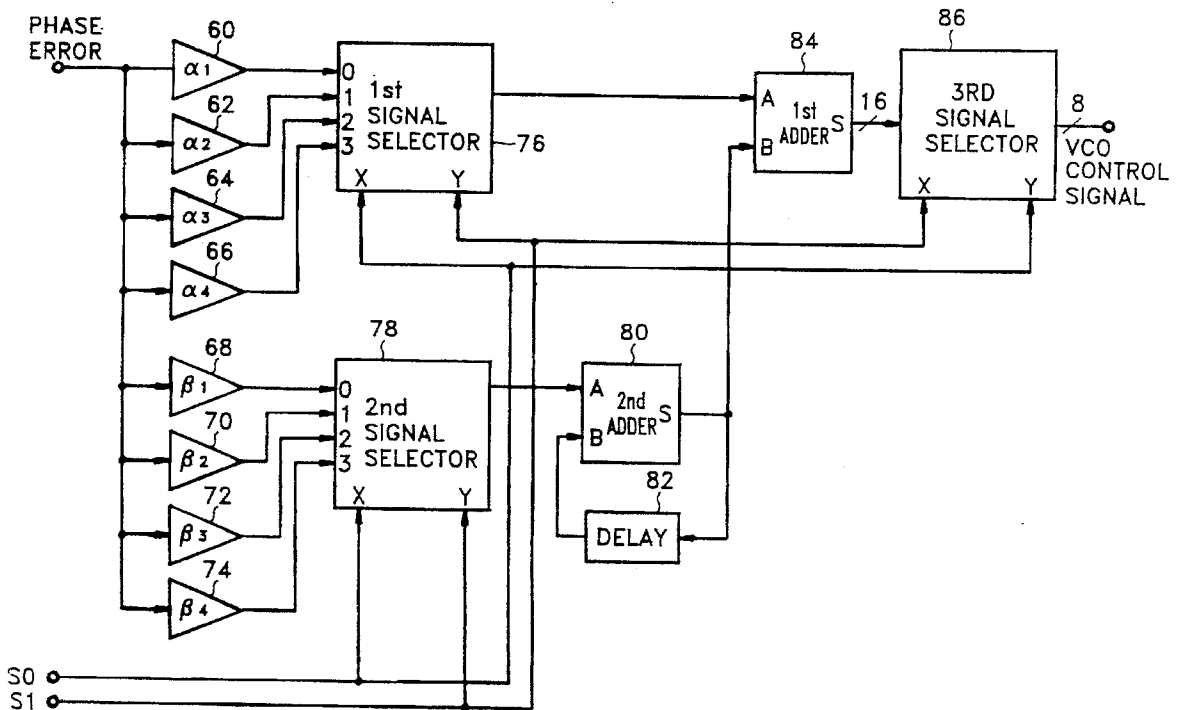 PHASE
ERROR
60
α1
62
α2
64
α3
66
α4
0
1
2
3
1st
SIGNAL
SELECTOR
X
Y
76
84
A
B
1st
ADDER
S
16
86
3RD
SIGNAL
SELECTOR
X
Y
8
VCO
CONTROL
SIGNAL
68
β1
70
β2
72
β3
74
β4
78
0
1
2
3
2nd
SIGNAL
SELECTOR
X
Y
80
A
B
2nd
ADDER
S
82
DELAY
S0
S1